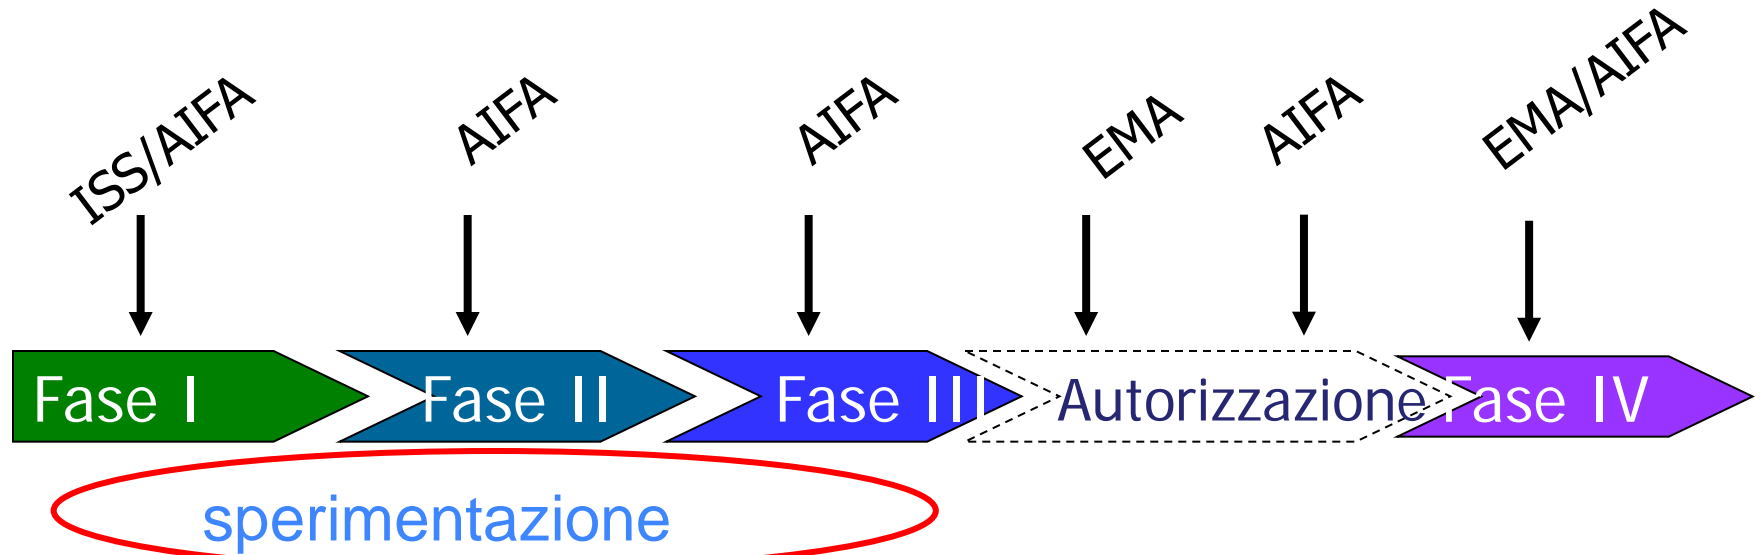 ISS/AIFA
AIFA
AIFA
EMA
AIFA
EMA/AIFA
Fase I
Fase II
Fase III
Autorizzazione
Fase IV
sperimentazione